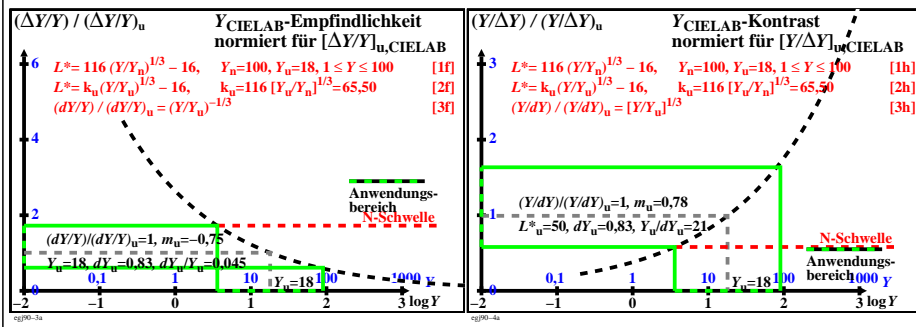 (ΔY/Y) / (ΔY/Y)u
YCIELAB-Empfindlichkeit
normiert für [ΔY/Y]u,CIELAB
6
L*= 116 (Y/Yn)^1/3 − 16, Yn=100, Yu=18, 1 ≤ Y ≤ 100 [1f]
L*= ku(Y/Yu)^1/3 − 16, ku=116 [Yu/Yn]^1/3=65,50 [2f]
(dY/Y) / (dY/Y)u = (Y/Yu)^−1/3 [3f]
4
Anwendungs-
bereich
2
N-Schwelle
(dY/Y)/(dY/Y)u=1, mu=−0,75
Yu=18, dYu=0,83, dYu/Yu=0,045
0,1 1 10 100 1000 Y
0
Yu=18
−2 −1 0 1 2 3 log Y
egj90−3a
(Y/ΔY) / (Y/ΔY)u
YCIELAB-Kontrast
normiert für [Y/ΔY]u,CIELAB
3
L*= 116 (Y/Yn)^1/3 − 16, Yn=100, Yu=18, 1 ≤ Y ≤ 100 [1h]
L*= ku(Y/Yu)^1/3 − 16, ku=116 [Yu/Yn]^1/3=65,50 [2h]
(Y/dY) / (Y/dY)u = [Y/Yu]^1/3 [3h]
2
(Y/dY)/(Y/dY)u=1, mu=0,78
1
L*u=50, dYu=0,83, Yu/dYu=21
N-Schwelle
Anwendungs-
bereich
0,1 1 10 100 1000 Y
0
Yu=18
−2 −1 0 1 2 3 log Y
egj90−4a